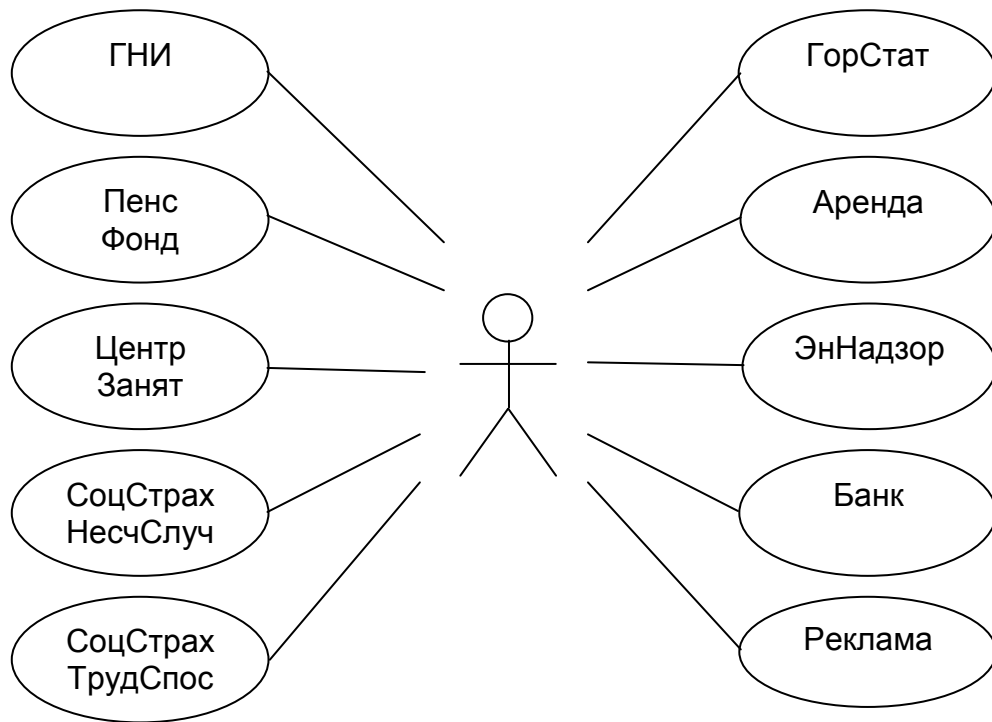 ГНИ
Пенс
Фонд
Центр
Занят
СоцСтрах
НесчСлуч
СоцСтрах
ТрудСпос
ГорСтат
Аренда
ЭнНадзор
Банк
Реклама